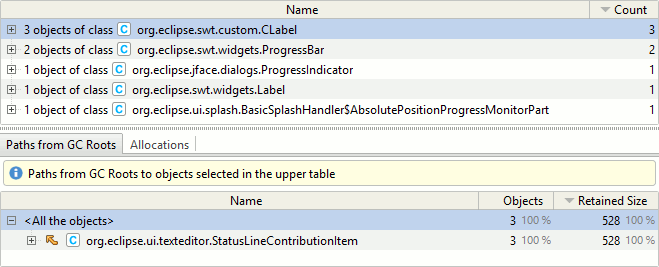 Name Count
3 objects of class C org.eclipse.swt.custom.CLabel 3
2 objects of class C org.eclipse.swt.widgets.ProgressBar 2
1 object of class C org.eclipse.jface.dialogs.ProgressIndicator 1
1 object of class C org.eclipse.swt.widgets.Label 1
1 object of class C org.eclipse.ui.splash.BasicSplashHandler$AbsolutePositionProgressMonitorPart 1
Paths from GC Roots Allocations
Paths from GC Roots to objects selected in the upper table
Name Objects Retained Size
<All the objects> 3 100 % 528 100 %
C org.eclipse.ui.texteditor.StatusLineContributionItem 3 100 % 528 100 %